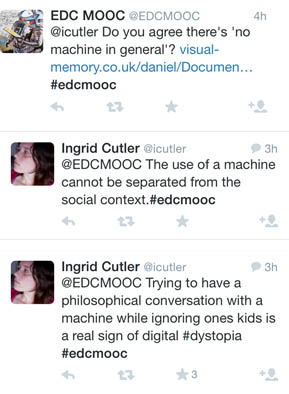 EDC MOOC @EDCMOOC 4h
@icutler Do you agree there's 'no
machine in general'? visual-
memory.co.uk/daniel/Documen...
#edcmooc
Ingrid Cutler @icutler 3h
@EDCMOOC The use of a machine
cannot be separated from the
social context.#edcmooc
Ingrid Cutler @icutler 3h
@EDCMOOC Trying to have a
philosophical conversation with a
machine while ignoring ones kids is
a real sign of digital #dystopia
#edcmooc
3